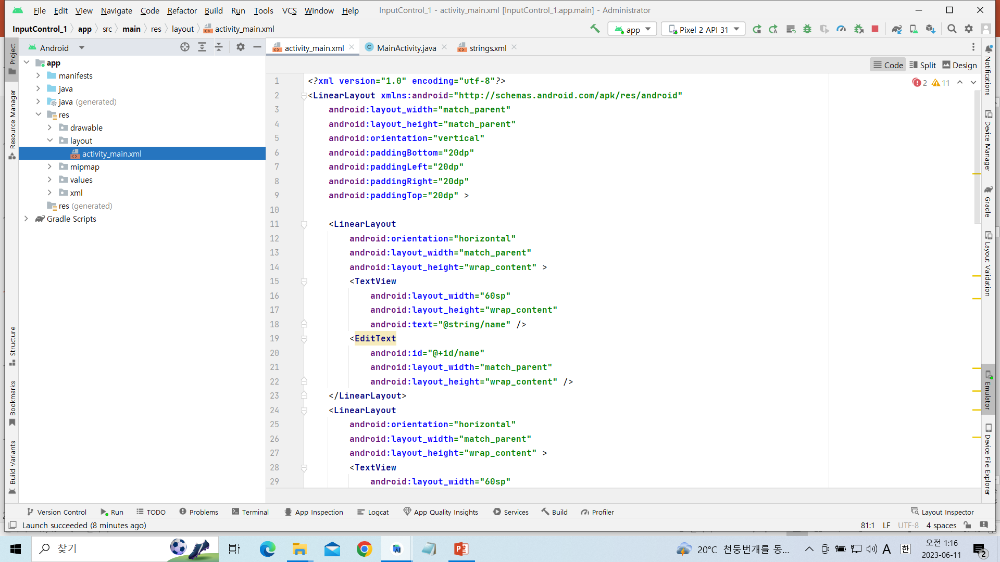 File Edit View Navigate Code Refactor Build Run Tools VCS Window Help InputControl_1 - activity_main.xml [InputControl_1.app.main] - Administrator
InputControl_1 app src main res layout activity_main.xml app Pixel 2 API 31
Android activity_main.xml MainActivity.java strings.xml
Code Split Design
2 11
Project
Resource Manager
Structure
Bookmarks
Build Variants
app
manifests
java
java (generated)
res
drawable
layout
activity_main.xml
mipmap
values
xml
res (generated)
Gradle Scripts
1 <?xml version="1.0" encoding="utf-8"?>
2 <LinearLayout xmlns:android="http://schemas.android.com/apk/res/android"
3 android:layout_width="match_parent"
4 android:layout_height="match_parent"
5 android:orientation="vertical"
6 android:paddingBottom="20dp"
7 android:paddingLeft="20dp"
8 android:paddingRight="20dp"
9 android:paddingTop="20dp" >
10
11 <LinearLayout
12 android:orientation="horizontal"
13 android:layout_width="match_parent"
14 android:layout_height="wrap_content" >
15 <TextView
16 android:layout_width="60sp"
17 android:layout_height="wrap_content"
18 android:text="@string/name" />
19 <EditText
20 android:id="@+id/name"
21 android:layout_width="match_parent"
22 android:layout_height="wrap_content" />
23 </LinearLayout>
24 <LinearLayout
25 android:orientation="horizontal"
26 android:layout_width="match_parent"
27 android:layout_height="wrap_content" >
28 <TextView
29 android:layout_width="60sp"
Notifications
Device Manager
Gradle
Layout Validation
Emulator
Device File Explorer
Version Control Run TODO Problems Terminal App Inspection Logcat App Quality Insights Services Build Profiler Layout Inspector
Launch succeeded (8 minutes ago) 81:1 LF UTF-8 4 spaces
찾기 20°C 천둥번개를 동... A 한 오전 1:16
2023-06-11 2